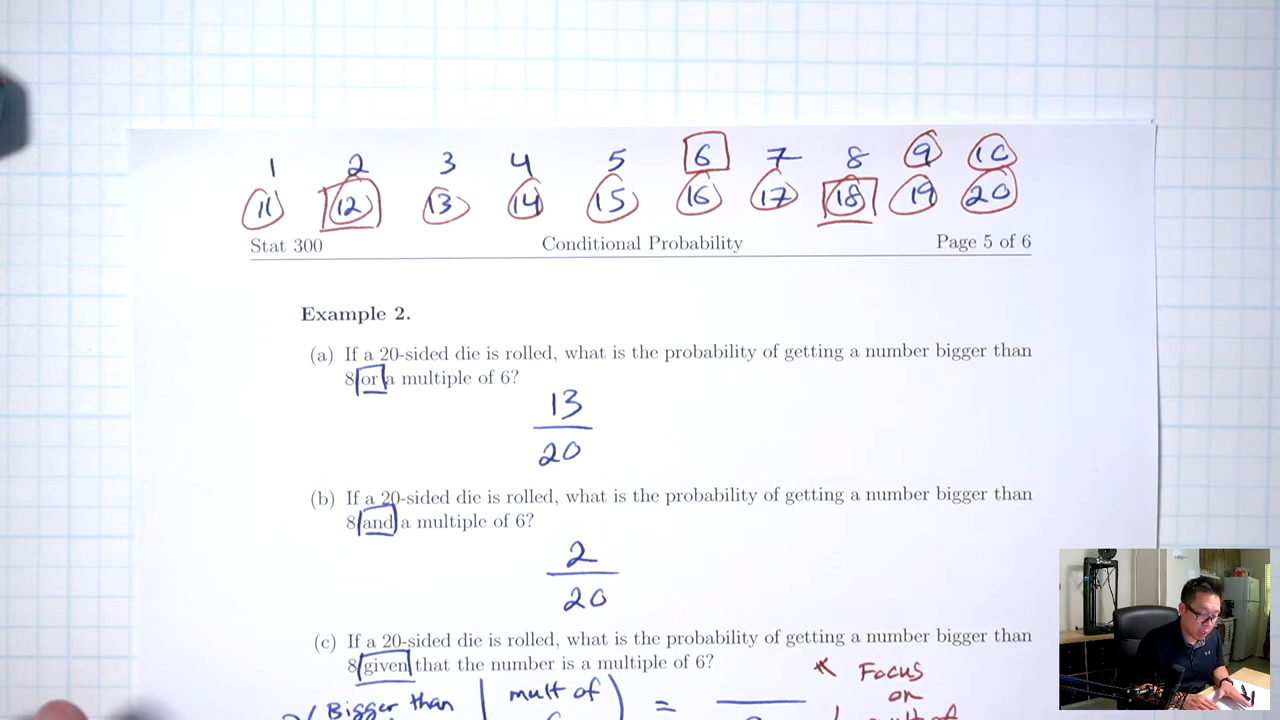 1 2 3 4 5 6 7 8 9 10
11 12 13 14 15 16 17 18 19 20
Stat 300 Conditional Probability Page 5 of 6
Example 2.
(a) If a 20-sided die is rolled, what is the probability of getting a number bigger than
8 or a multiple of 6?
13
20
(b) If a 20-sided die is rolled, what is the probability of getting a number bigger than
8 and a multiple of 6?
2
20
(c) If a 20-sided die is rolled, what is the probability of getting a number bigger than
8 given that the number is a multiple of 6?
* Focus
on
Bigger than | mult of ) =